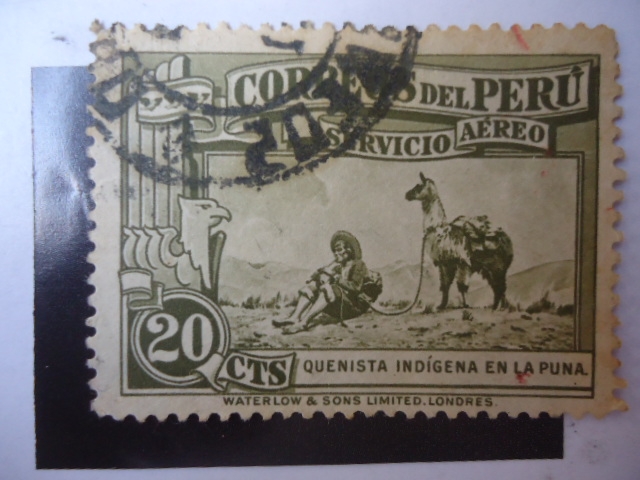 CORREOS DEL PERÚ
SERVICIO AÉREO
20 CTS
QUENISTA INDÍGENA EN LA PUNA.
WATERLOW & SONS LIMITED. LONDRES.